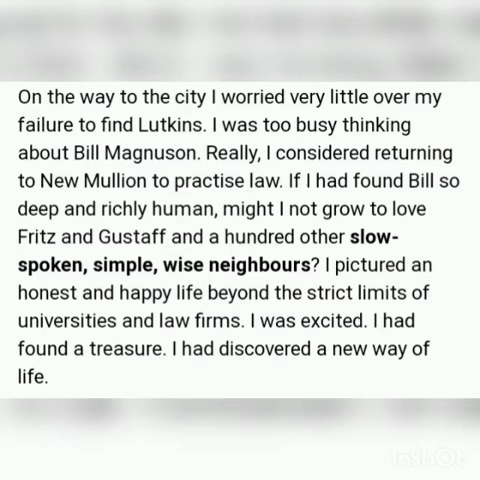 On the way to the city I worried very little over my
failure to find Lutkins. I was too busy thinking
about Bill Magnuson. Really, I considered returning
to New Mullion to practise law. If I had found Bill so
deep and richly human, might I not grow to love
Fritz and Gustaff and a hundred other slow-
spoken, simple, wise neighbours? I pictured an
honest and happy life beyond the strict limits of
universities and law firms. I was excited. I had
found a treasure. I had discovered a new way of
life.
InShOt